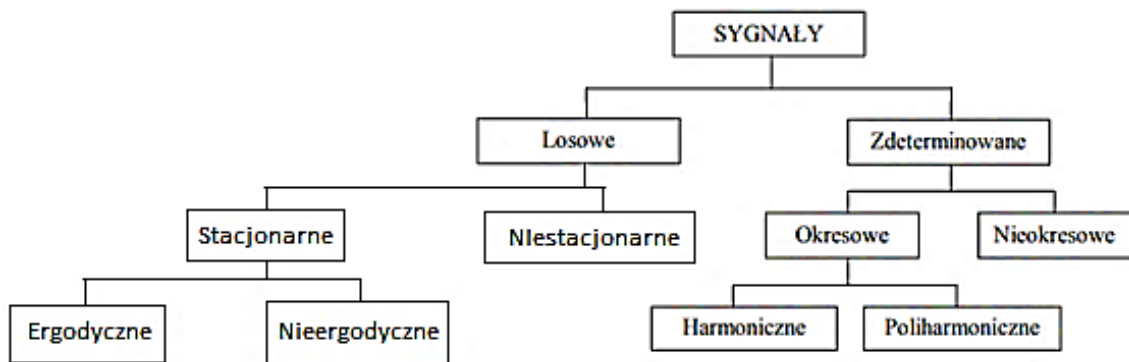 SYGNAŁY
Losowe
Zdeterminowane
Stacjonarne
NIestacjonarne
Okresowe
Nieokresowe
Ergodyczne
Nieergodyczne
Harmoniczne
Poliharmoniczne